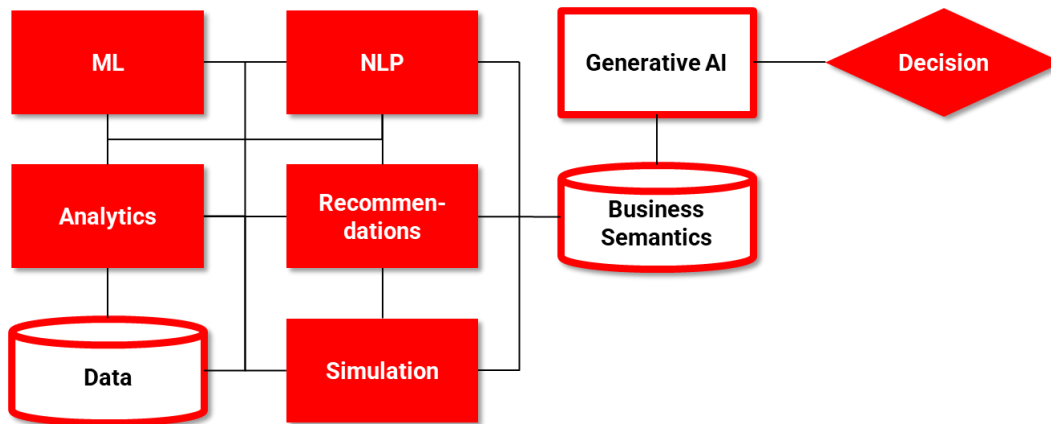 ML
NLP
Generative AI
Decision
Analytics
Recommen-
dations
Business
Semantics
Data
Simulation